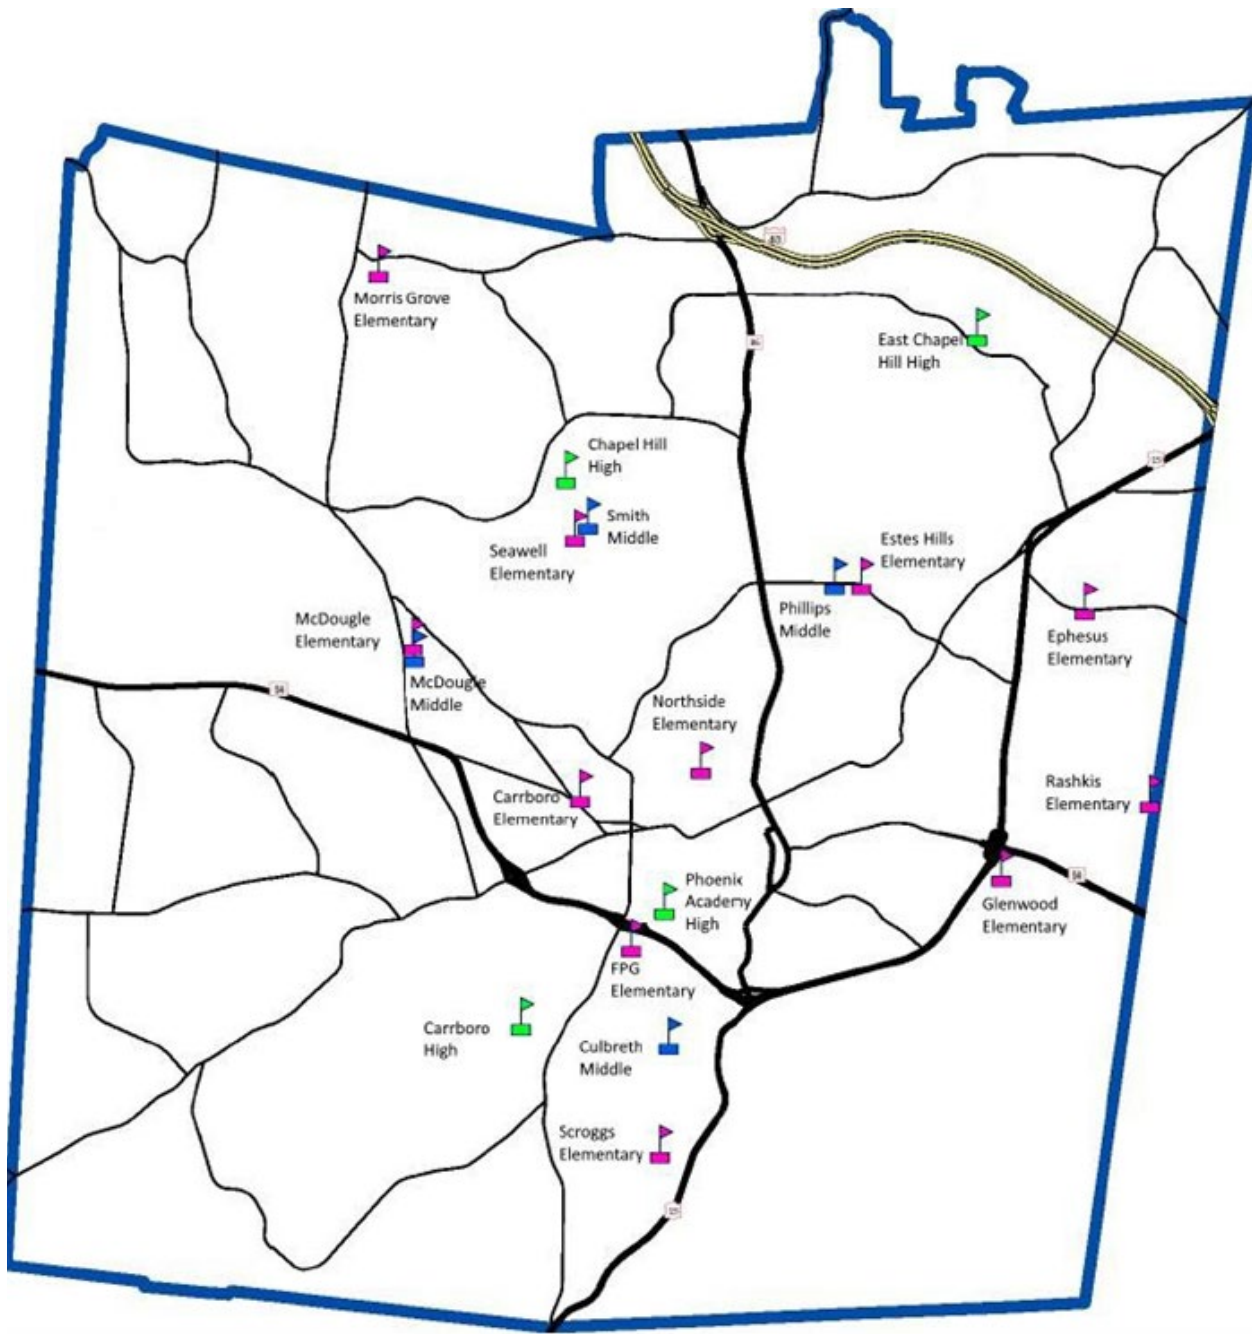 Morris Grove
Elementary
East Chapel
Hill High
Chapel Hill
High
Smith
Middle
Seawell
Elementary
Estes Hills
Elementary
Phillips
Middle
McDougle
Elementary
McDougle
Middle
Ephesus
Elementary
Northside
Elementary
Carrboro
Elementary
Rashkis
Elementary
Phoenix
Academy
High
Glenwood
Elementary
FPG
Elementary
Carrboro
High
Culbreth
Middle
Scroggs
Elementary